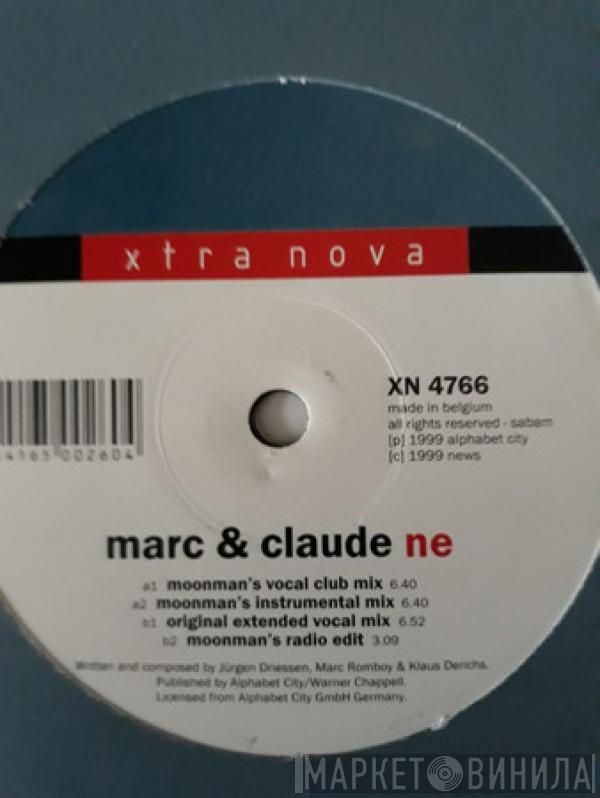 xtra nova
XN 4766
made in belgium
all rights reserved - sabam
[p] 1999 alphabet city
[c] 1999 news
002604
marc & claude ne
a1 moonman's vocal club mix 6.40
a2 moonman's instrumental mix 6.40
b1 original extended vocal mix 6.52
b2 moonman's radio edit 3.09
Written and composed by Jürgen Driessen, Marc Romboy & Klaus Derichs.
Published by Alphabet City/Warner Chappell.
Licensed from Alphabet City GmbH Germany.
МАРКЕТ ВИНИЛА